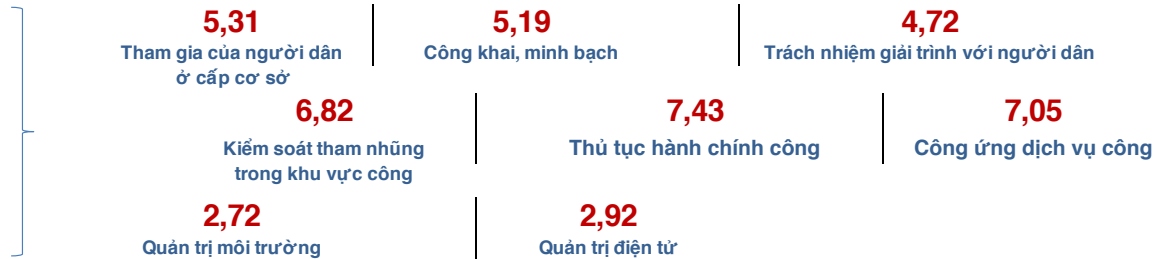 5,31
5,19
4,72
Tham gia của người dân
ở cấp cơ sở
Công khai, minh bạch
Trách nhiệm giải trình với người dân
6,82
7,43
7,05
Kiểm soát tham nhũng
trong khu vực công
Thủ tục hành chính công
Công ứng dịch vụ công
2,72
2,92
Quản trị môi trường
Quản trị điện tử